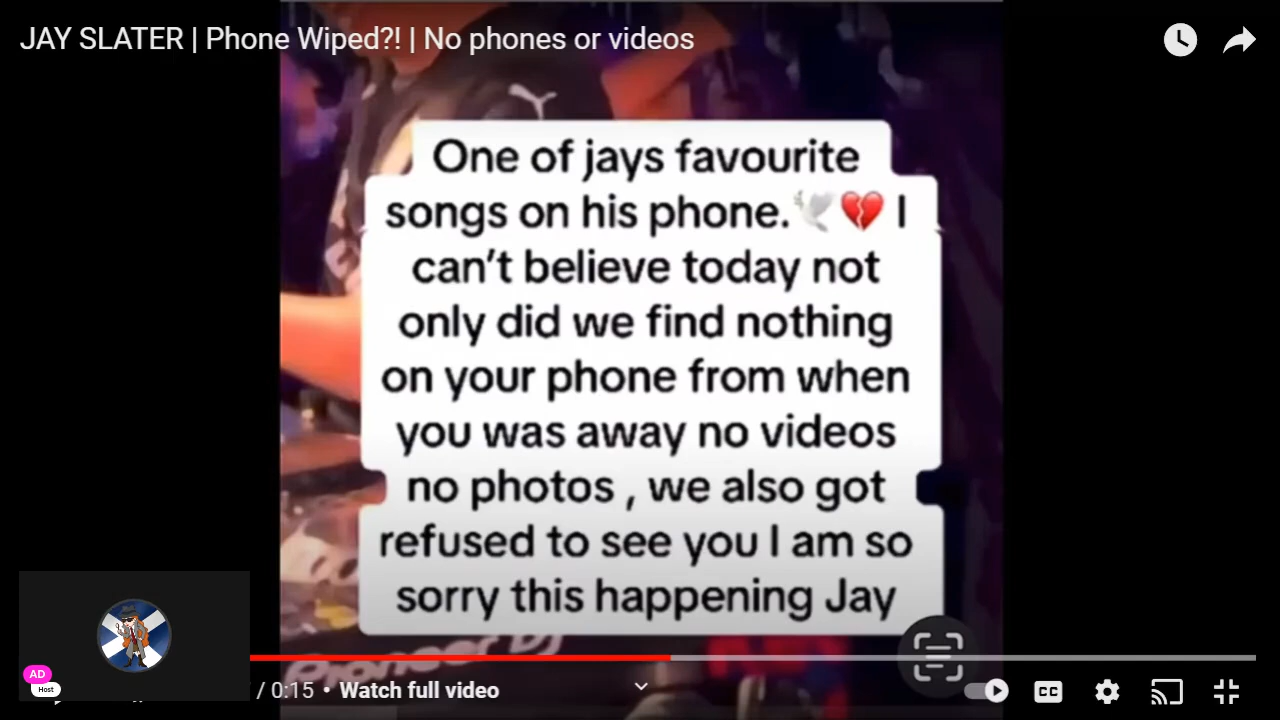 JAY SLATER | Phone Wiped?! | No phones or videos
One of jays favourite
songs on his phone.🕊💔 I
can't believe today not
only did we find nothing
on your phone from when
you was away no videos
no photos , we also got
refused to see you I am so
sorry this happening Jay
Pioneer DJ
AD
Host
/ 0:15 • Watch full video
CC